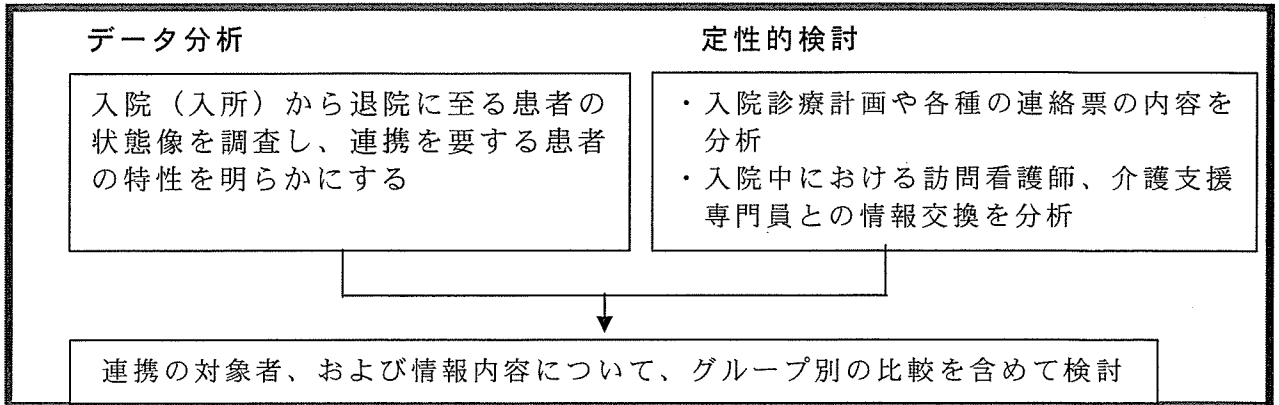 データ分析
入院（入所）から退院に至る患者の
状態像を調査し、連携を要する患者
の特性を明らかにする
定性的検討
・入院診療計画や各種の連絡票の内容を
分析
・入院中における訪問看護師、介護支援
専門員との情報交換を分析
連携の対象者、および情報内容について、グループ別の比較を含めて検討